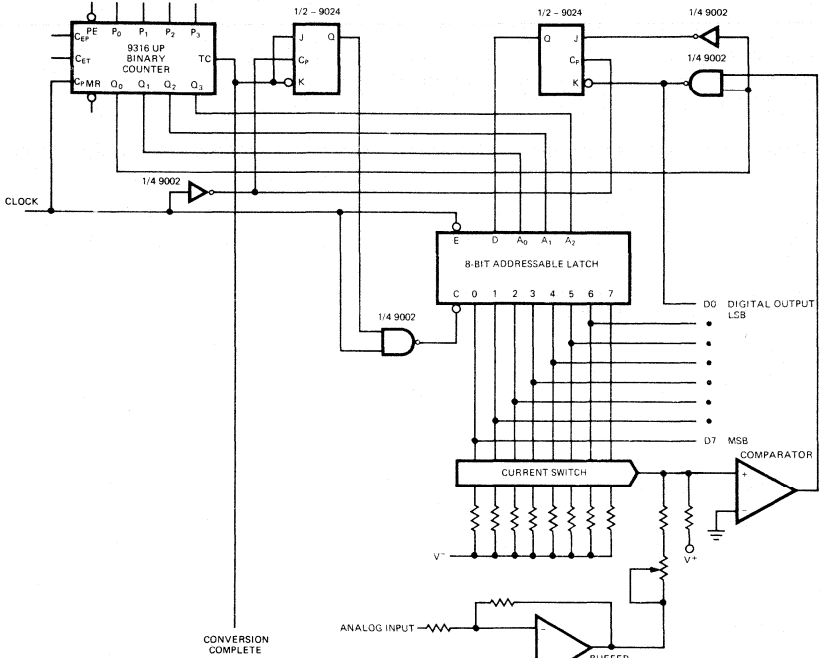 1/2 – 9024
1/2 – 9024
1/4 9002
PE P0 P1 P2 P3
CEP
9316 UP
BINARY
COUNTER
CET
TC
CP MR Q0 Q1 Q2 Q3
J Q
CP
K
Q J
CP
K
1/4 9002
1/4 9002
CLOCK
E D A0 A1 A2
8-BIT ADDRESSABLE LATCH
C 0 1 2 3 4 5 6 7
1/4 9002
D0 DIGITAL OUTPUT
LSB
D7 MSB
COMPARATOR
CURRENT SWITCH
+
–
V–
V+
ANALOG INPUT
–
CONVERSION
COMPLETE